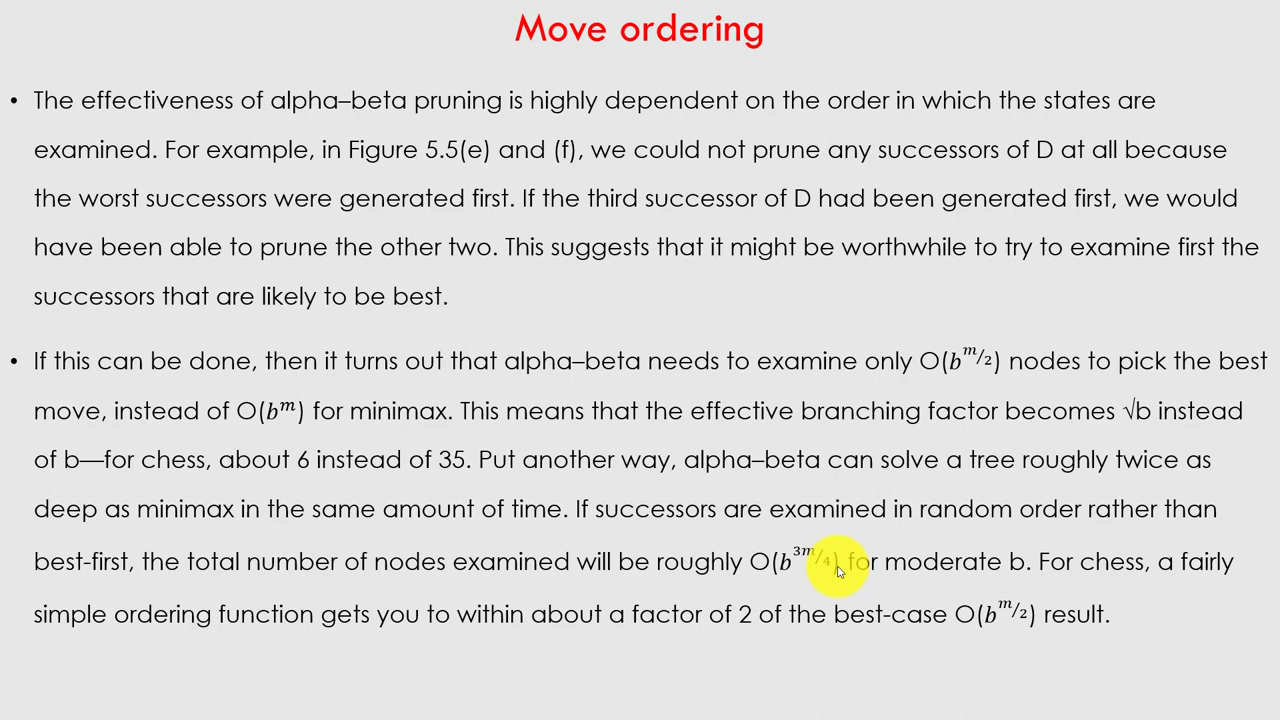 Move ordering
• The effectiveness of alpha–beta pruning is highly dependent on the order in which the states are
examined. For example, in Figure 5.5(e) and (f), we could not prune any successors of D at all because
the worst successors were generated first. If the third successor of D had been generated first, we would
have been able to prune the other two. This suggests that it might be worthwhile to try to examine first the
successors that are likely to be best.
• If this can be done, then it turns out that alpha–beta needs to examine only O(b^m/2) nodes to pick the best
move, instead of O(b^m) for minimax. This means that the effective branching factor becomes √b instead
of b—for chess, about 6 instead of 35. Put another way, alpha–beta can solve a tree roughly twice as
deep as minimax in the same amount of time. If successors are examined in random order rather than
best-first, the total number of nodes examined will be roughly O(b^3m/4) for moderate b. For chess, a fairly
simple ordering function gets you to within about a factor of 2 of the best-case O(b^m/2) result.